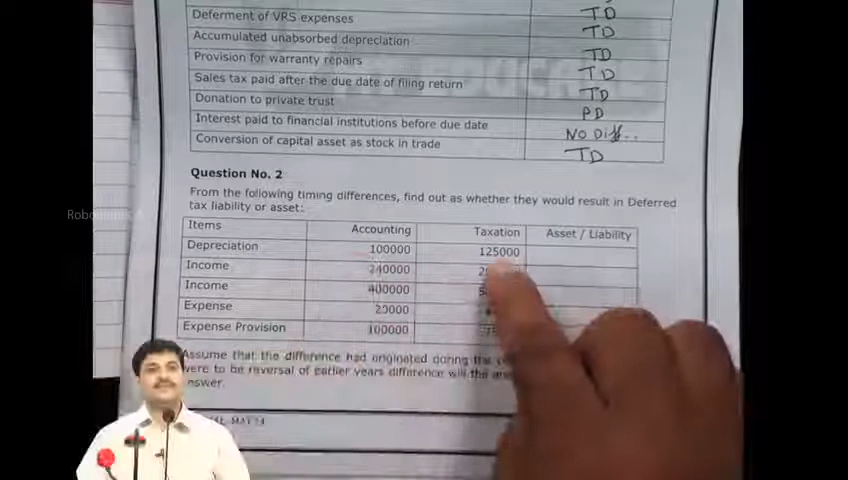 Deferment of VRS expenses TD
Accumulated unabsorbed depreciation TD
Provision for warranty repairs TD
Sales tax paid after the due date of filing return TD
Donation to private trust TD
Interest paid to financial institutions before due date PD
Conversion of capital asset as stock in trade No Diff..
TD
Question No. 2
From the following timing differences, find out as whether they would result in Deferred
tax liability or asset:
Items Accounting Taxation Asset / Liability
Depreciation 100000 125000
Income 240000
Income 400000
Expense 20000
Expense Provision 100000
Assume that the difference had originated during the
were to be reversal of earlier years difference will the
answer.
MAY